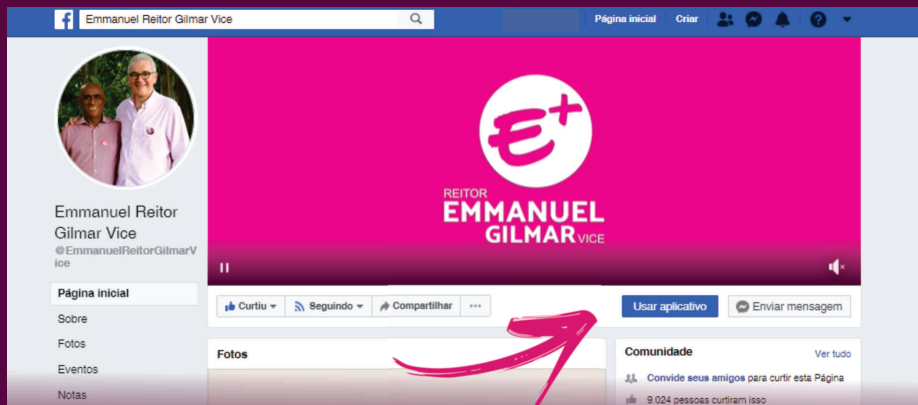 Emmanuel Reitor Gilmar Vice
Página inicial Criar
E+
REITOR
EMMANUEL
GILMAR VICE
Emmanuel Reitor
Gilmar Vice
@EmmanuelReitorGilmarV
ice
Página inicial
Sobre
Fotos
Eventos
Notas
Curtiu Seguindo Compartilhar ...
Usar aplicativo Enviar mensagem
Fotos
Comunidade Ver tudo
Convide seus amigos para curtir esta Página
9.024 pessoas curtiram isso